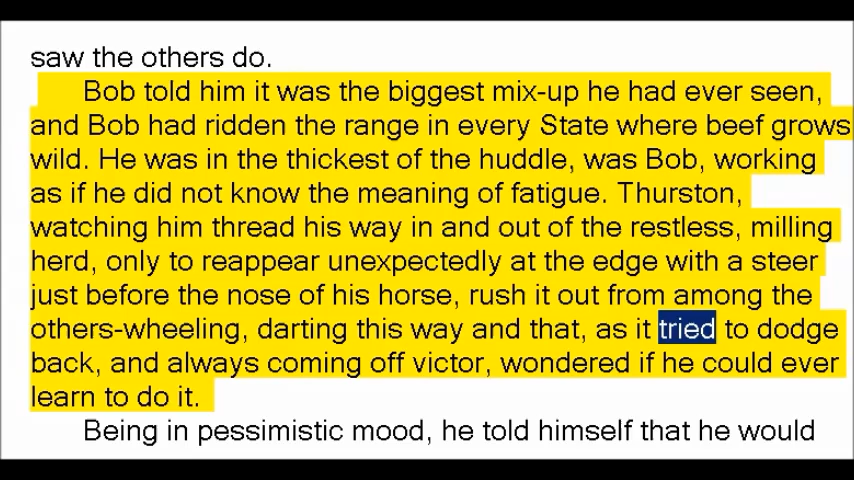 saw the others do.
Bob told him it was the biggest mix-up he had ever seen,
and Bob had ridden the range in every State where beef grows
wild. He was in the thickest of the huddle, was Bob, working
as if he did not know the meaning of fatigue. Thurston,
watching him thread his way in and out of the restless, milling
herd, only to reappear unexpectedly at the edge with a steer
just before the nose of his horse, rush it out from among the
others-wheeling, darting this way and that, as it tried to dodge
back, and always coming off victor, wondered if he could ever
learn to do it.
Being in pessimistic mood, he told himself that he would